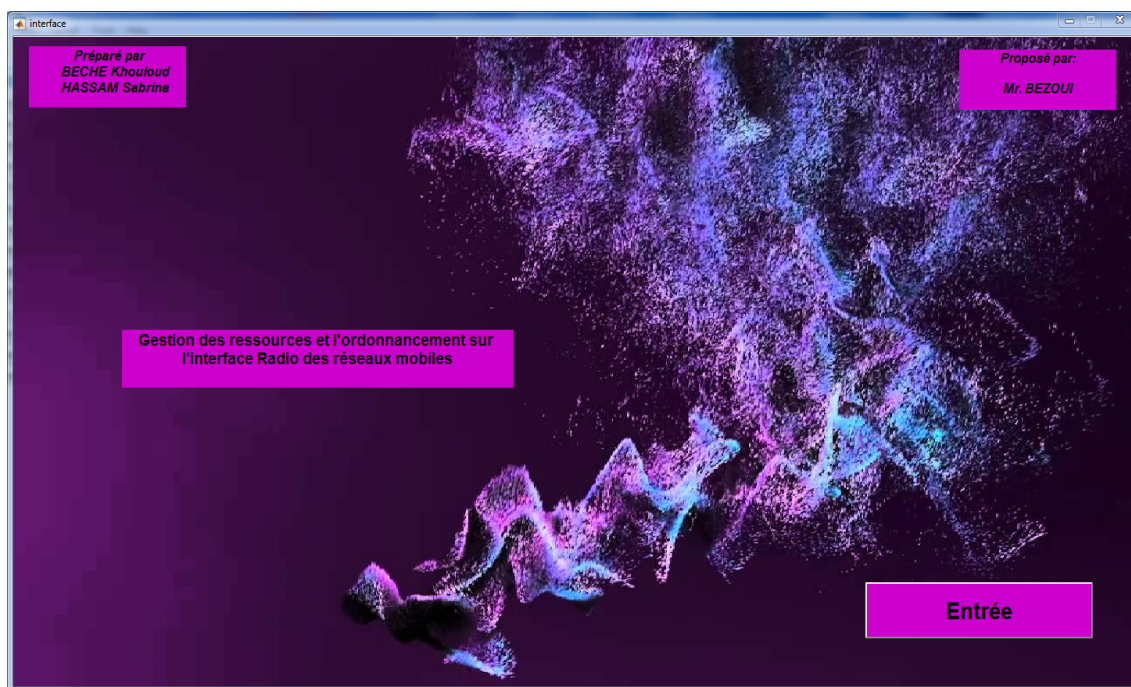 interface
Préparé par
BECHE Khouloud
HASSAM Sabrina
Proposé par:
Mr. BEZOUI
Gestion des ressources et l'ordonnancement sur
l'interface Radio des réseaux mobiles
Entrée